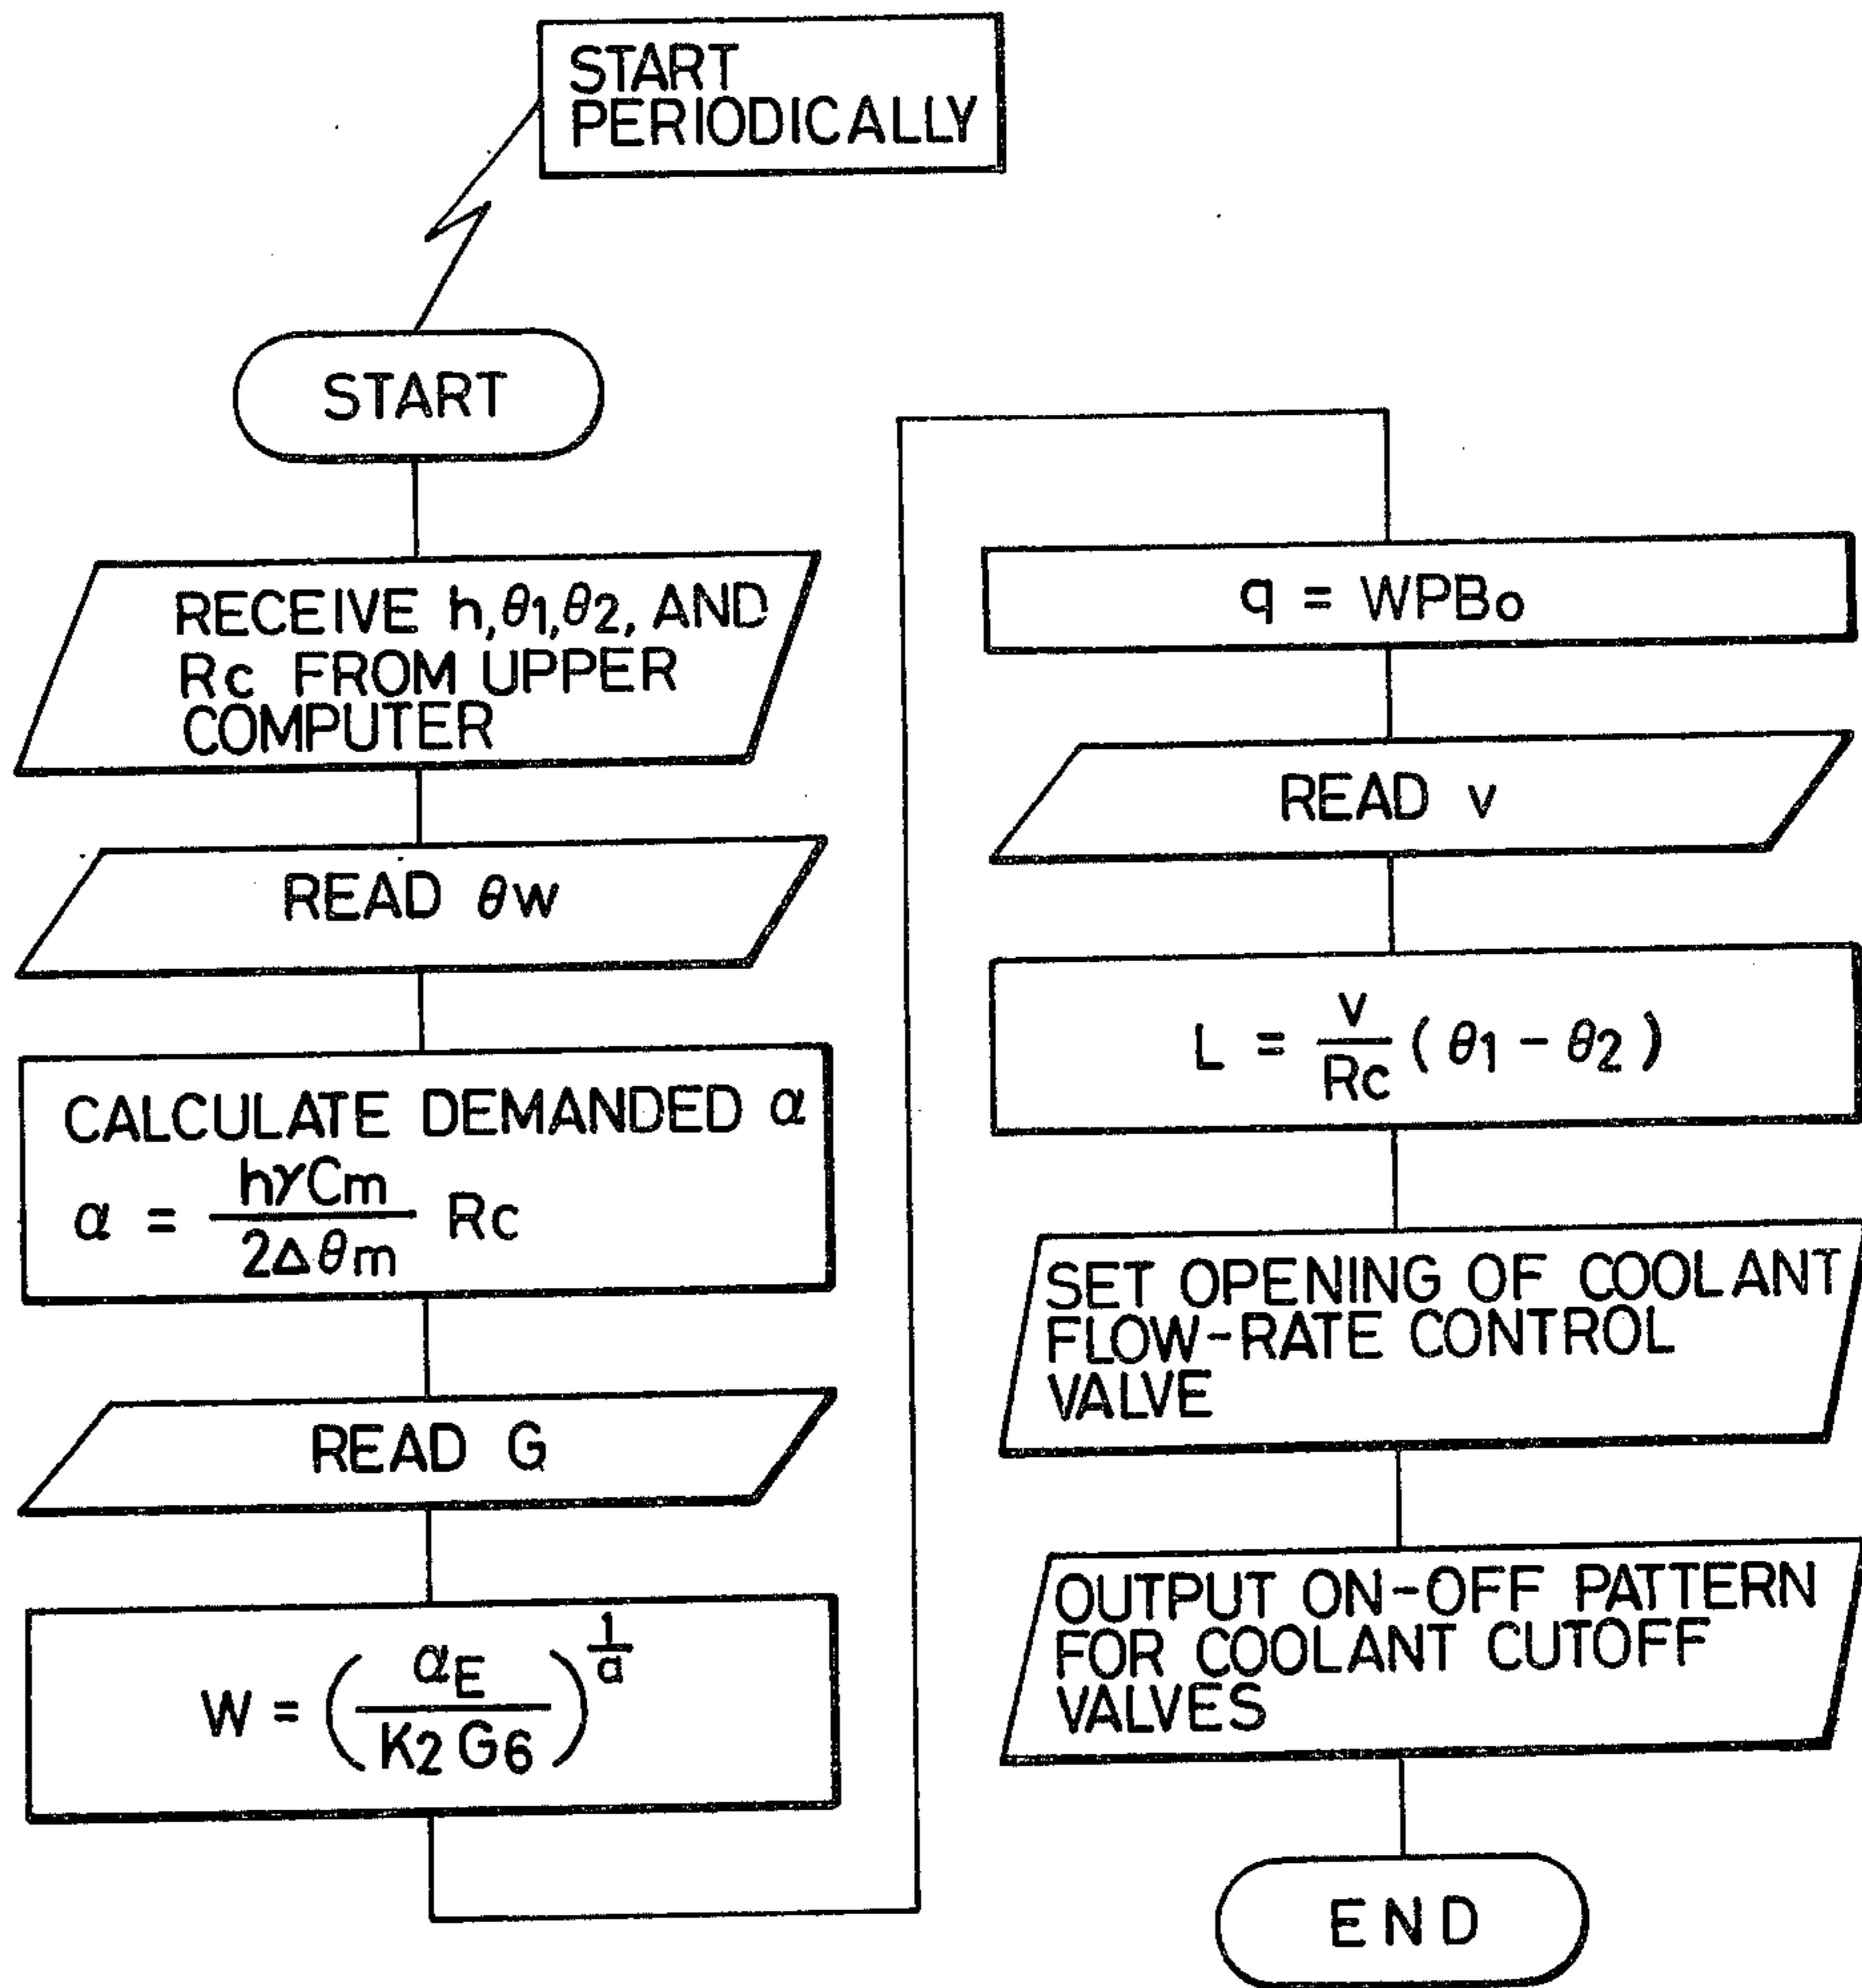 START
PERIODICALLY
START
RECEIVE h,θ1,θ2, AND
Rc FROM UPPER
COMPUTER
READ θw
CALCULATE DEMANDED α
α = hγCm / 2Δθm Rc
READ G
W = (αE / K2 G6)^1/a
q = WPBo
READ v
L = v / Rc (θ1 - θ2)
SET OPENING OF COOLANT
FLOW-RATE CONTROL
VALVE
OUTPUT ON-OFF PATTERN
FOR COOLANT CUTOFF
VALVES
END